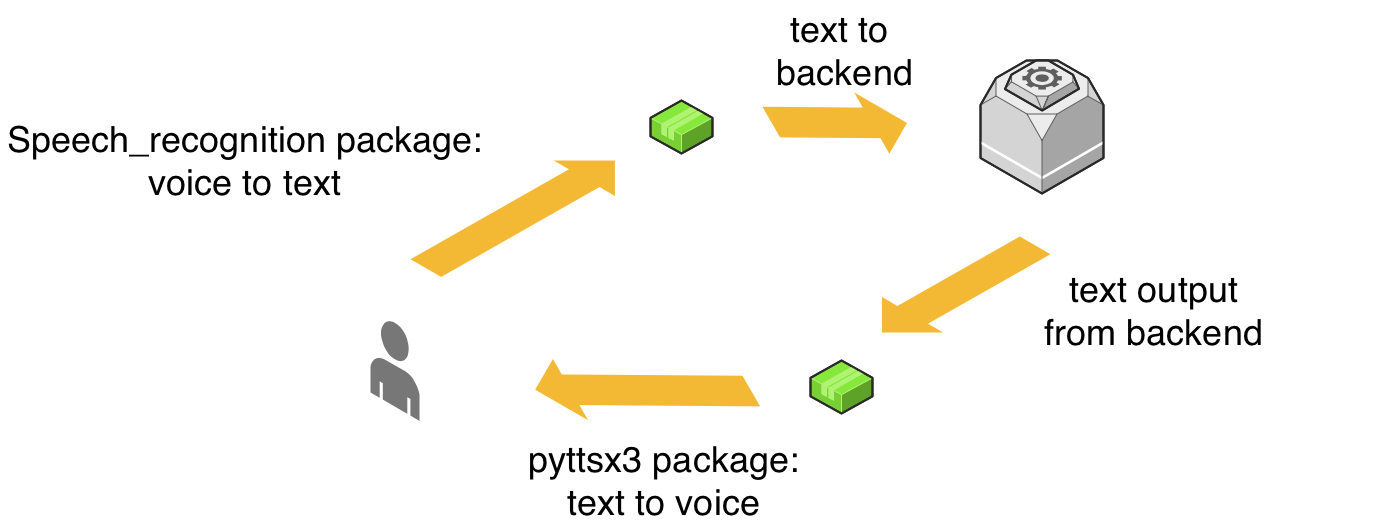 text to
backend
Speech_recognition package:
voice to text
text output
from backend
pyttsx3 package:
text to voice